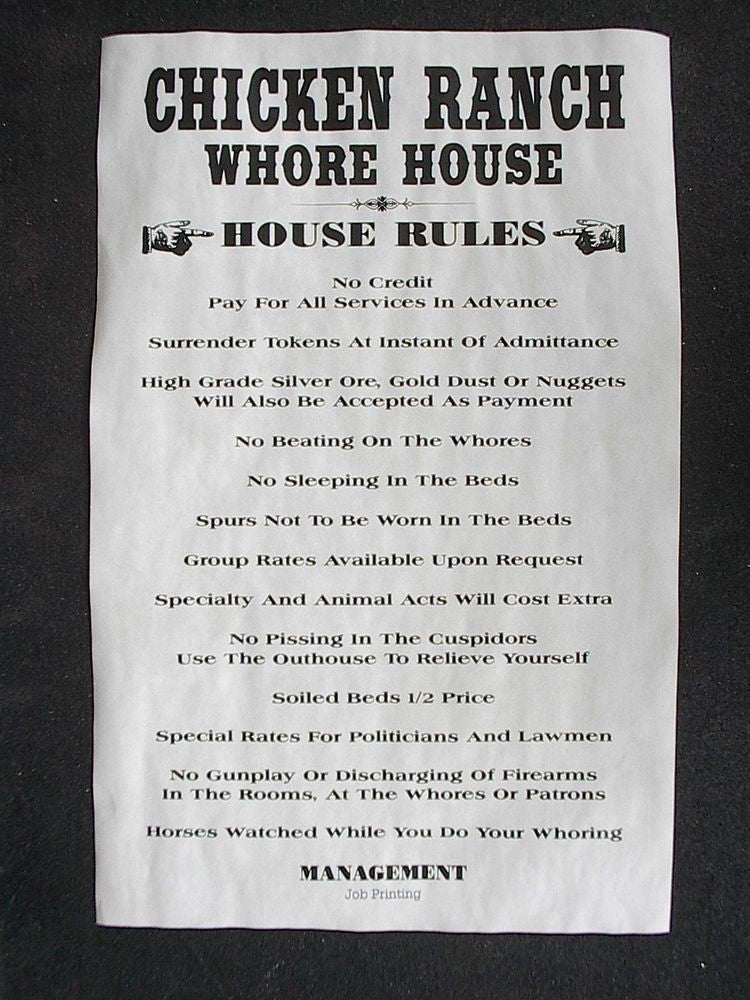 CHICKEN RANCH
WHORE HOUSE
HOUSE RULES
No Credit
Pay For All Services In Advance
Surrender Tokens At Instant Of Admittance
High Grade Silver Ore, Gold Dust Or Nuggets
Will Also Be Accepted As Payment
No Beating On The Whores
No Sleeping In The Beds
Spurs Not To Be Worn In The Beds
Group Rates Available Upon Request
Specialty And Animal Acts Will Cost Extra
No Pissing In The Cuspidors
Use The Outhouse To Relieve Yourself
Soiled Beds 1/2 Price
Special Rates For Politicians And Lawmen
No Gunplay Or Discharging Of Firearms
In The Rooms, At The Whores Or Patrons
Horses Watched While You Do Your Whoring
MANAGEMENT
Job Printing